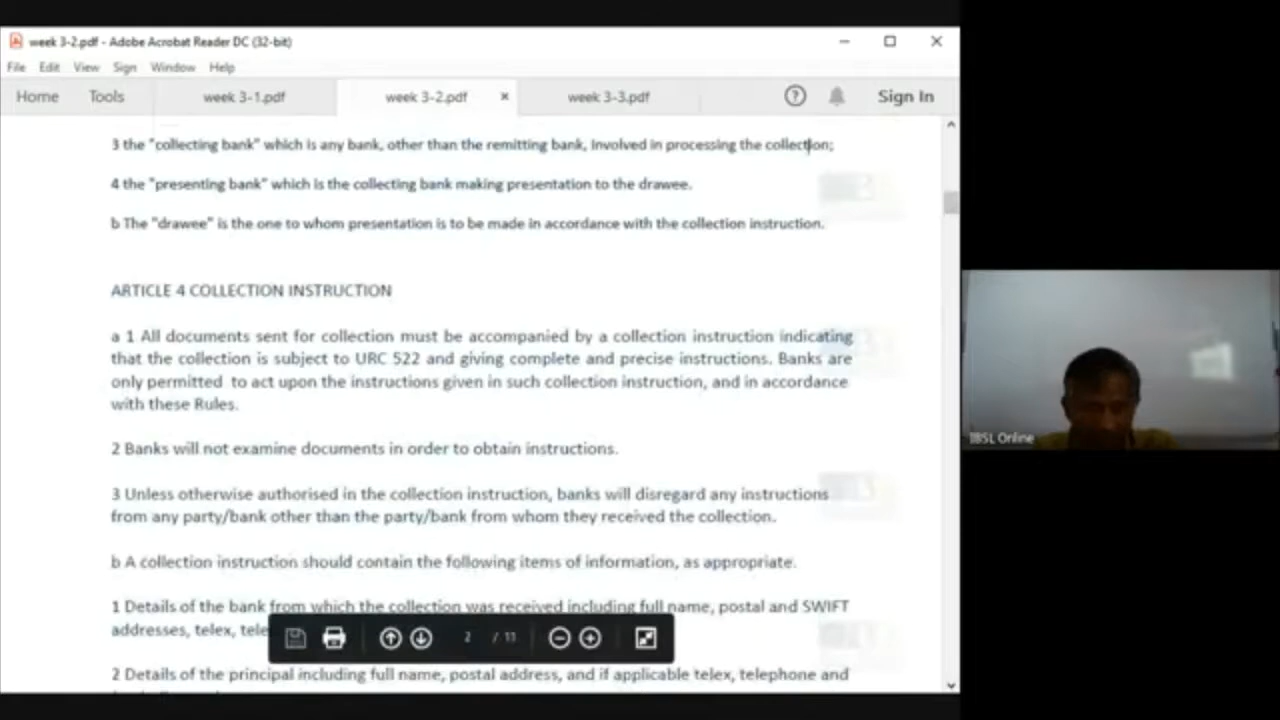 week 3-2.pdf - Adobe Acrobat Reader DC (32-bit)
File Edit View Sign Window Help
Home Tools week 3-1.pdf week 3-2.pdf × week 3-3.pdf Sign In
3 the "collecting bank" which is any bank, other than the remitting bank, involved in processing the collection;
4 the "presenting bank" which is the collecting bank making presentation to the drawee.
b The "drawee" is the one to whom presentation is to be made in accordance with the collection instruction.
ARTICLE 4 COLLECTION INSTRUCTION
a 1 All documents sent for collection must be accompanied by a collection instruction indicating
that the collection is subject to URC 522 and giving complete and precise instructions. Banks are
only permitted to act upon the instructions given in such collection instruction, and in accordance
with these Rules.
2 Banks will not examine documents in order to obtain instructions.
3 Unless otherwise authorised in the collection instruction, banks will disregard any instructions
from any party/bank other than the party/bank from whom they received the collection.
b A collection instruction should contain the following items of information, as appropriate.
1 Details of the bank from which the collection was received including full name, postal and SWIFT
addresses, telex,
2 / 11
2 Details of the principal including full name, postal address, and if applicable telex, telephone and
IBSL Online